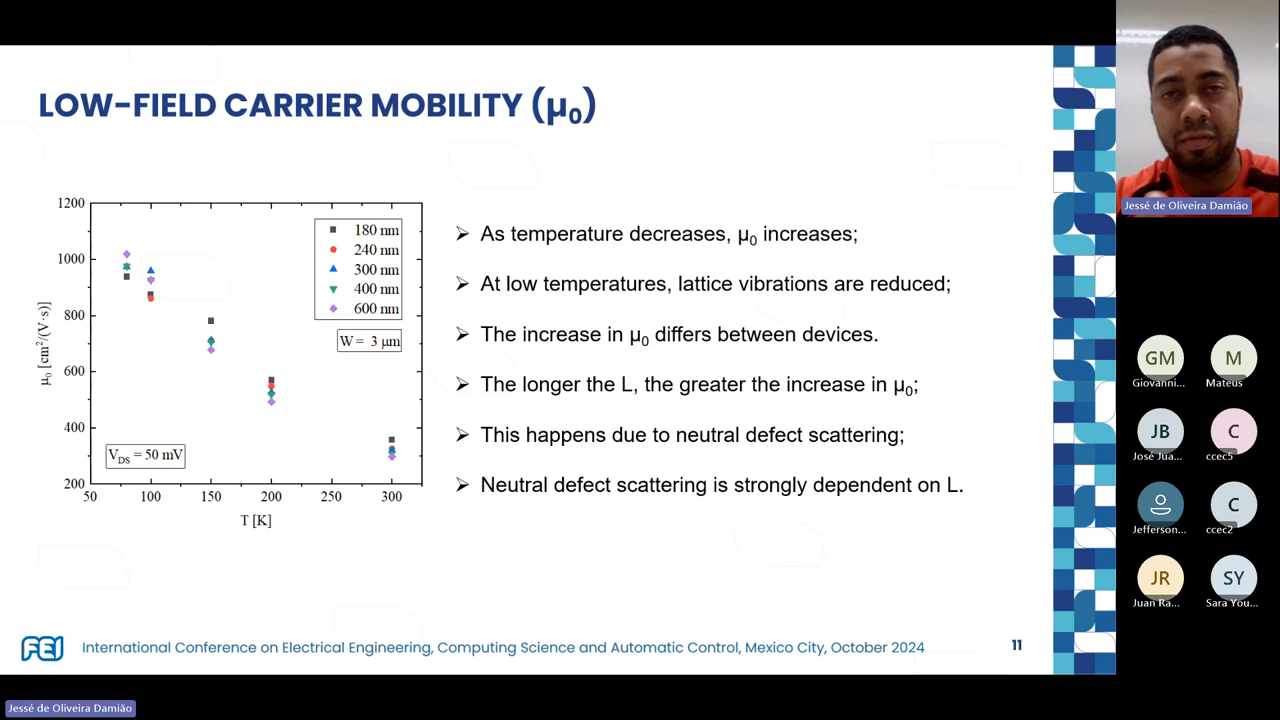 LOW-FIELD CARRIER MOBILITY (μ0)
1200
1000
800
600
400
200
μ0 [cm2/(V·s)]
180 nm
240 nm
300 nm
400 nm
600 nm
W = 3 μm
VDS = 50 mV
50 100 150 200 250 300
T [K]
➢ As temperature decreases, μ0 increases;
➢ At low temperatures, lattice vibrations are reduced;
➢ The increase in μ0 differs between devices.
➢ The longer the L, the greater the increase in μ0;
➢ This happens due to neutral defect scattering;
➢ Neutral defect scattering is strongly dependent on L.
FEI
International Conference on Electrical Engineering, Computing Science and Automatic Control, Mexico City, October 2024
11
Jessé de Oliveira Damião
GM M
Giovanni... Mateus
JB C
José Jua... ccec5
C
Jefferson... ccec2
JR SY
Juan Ra... Sara You...
Jessé de Oliveira Damião